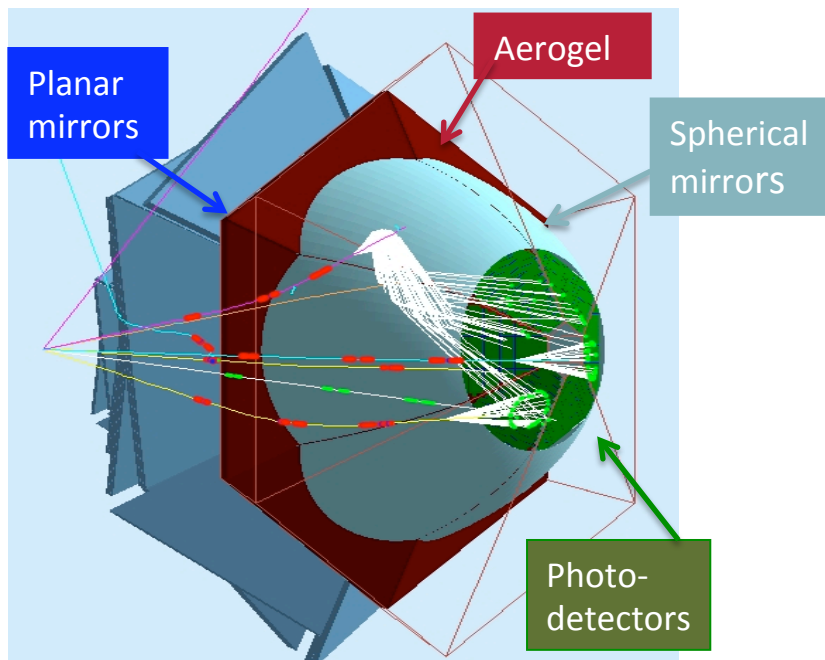 Aerogel
Planar
mirrors
Spherical
mirrors
Photo-
detectors